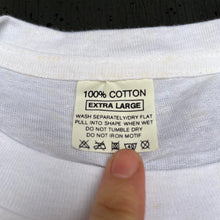 100% COTTON
EXTRA LARGE
WASH SEPARATELY/DRY FLAT
PULL INTO SHAPE WHEN WET
DO NOT TUMBLE DRY
DO NOT IRON MOTIF